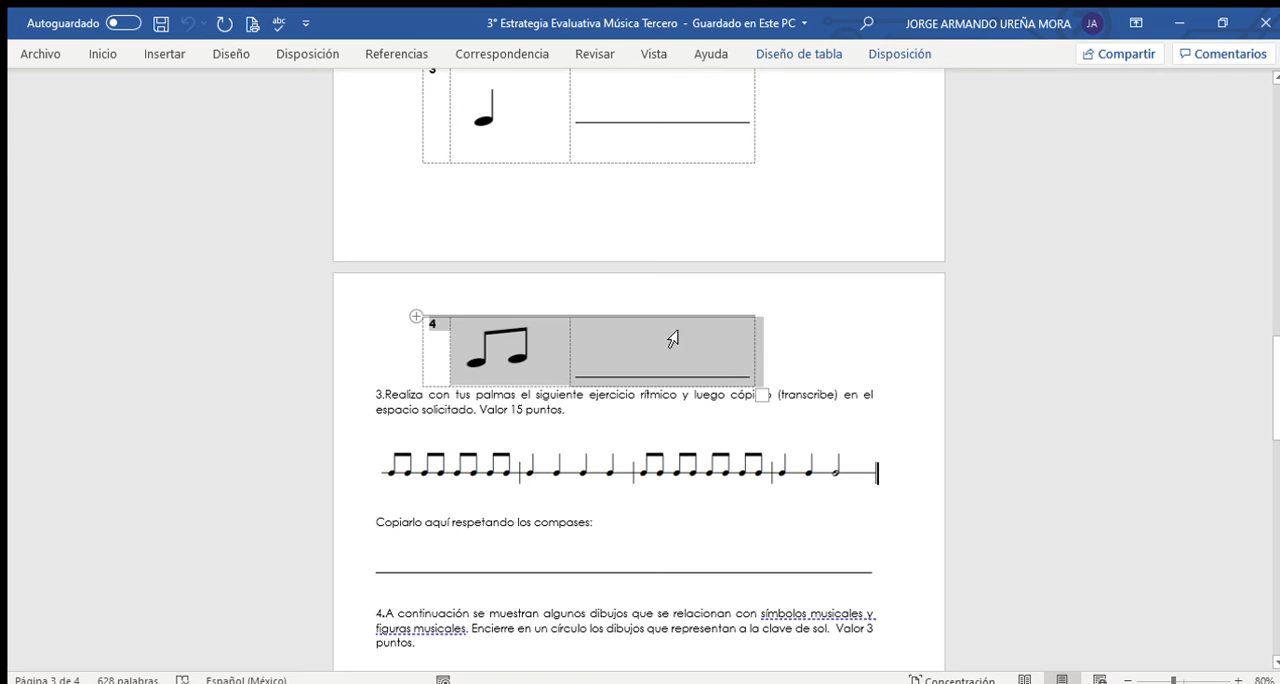 Autoguardado
abc
3° Estrategia Evaluativa Música Tercero - Guardado en Este PC
JORGE ARMANDO UREÑA MORA
JA
Archivo Inicio Insertar Diseño Disposición Referencias Correspondencia Revisar Vista Ayuda Diseño de tabla Disposición Compartir Comentarios
3
4
3.Realiza con tus palmas el siguiente ejercicio rítmico y luego (transcribe) en el
espacio solicitado. Valor 15 puntos.
Copiarlo aquí respetando los compases:
4.A continuación se muestran algunos dibujos que se relacionan con símbolos musicales y
figuras musicales. Encierre en un círculo los dibujos que representan a la clave de sol. Valor 3
puntos.
Página 3 de 4 628 palabras Español (México) Concentración 80%